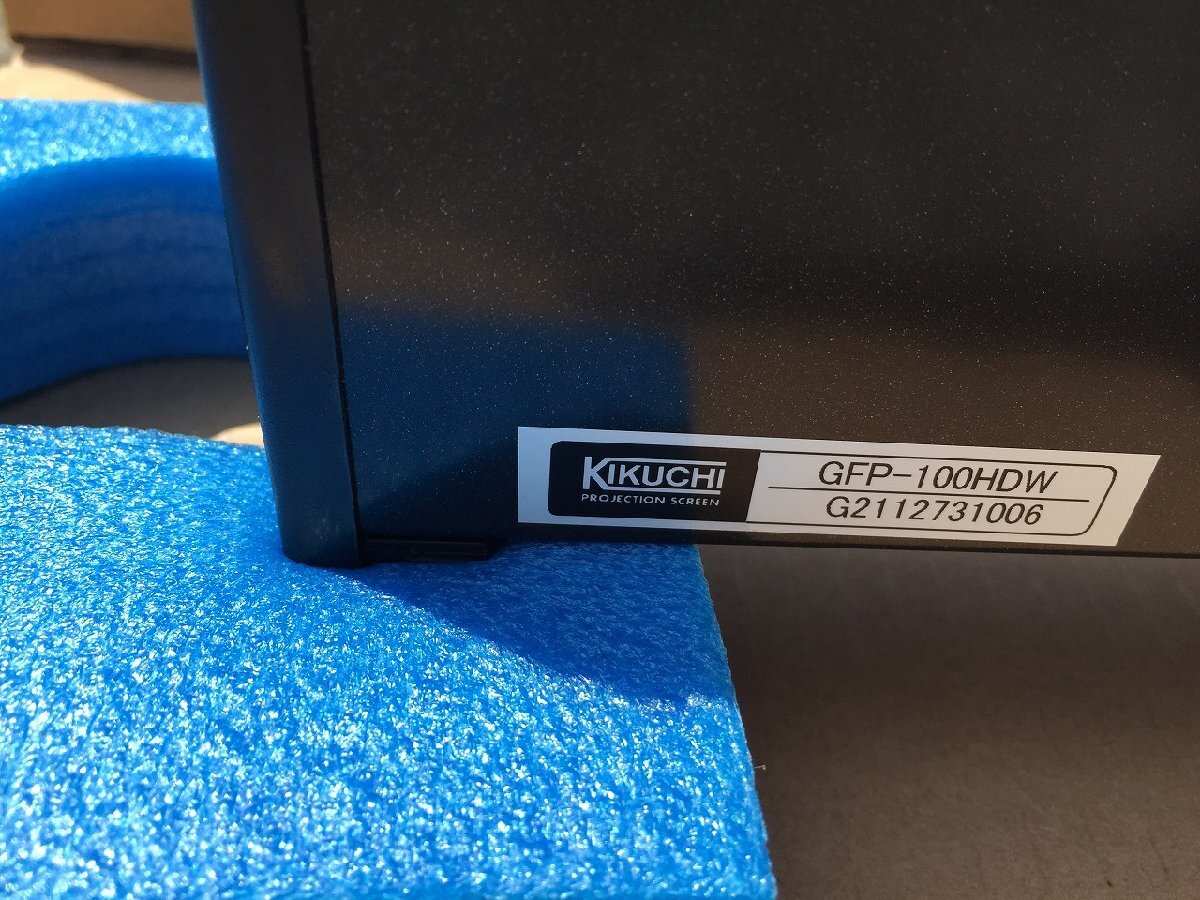 KIKUCHI
PROJECTION SCREEN
GFP-100HDW
G2112731006